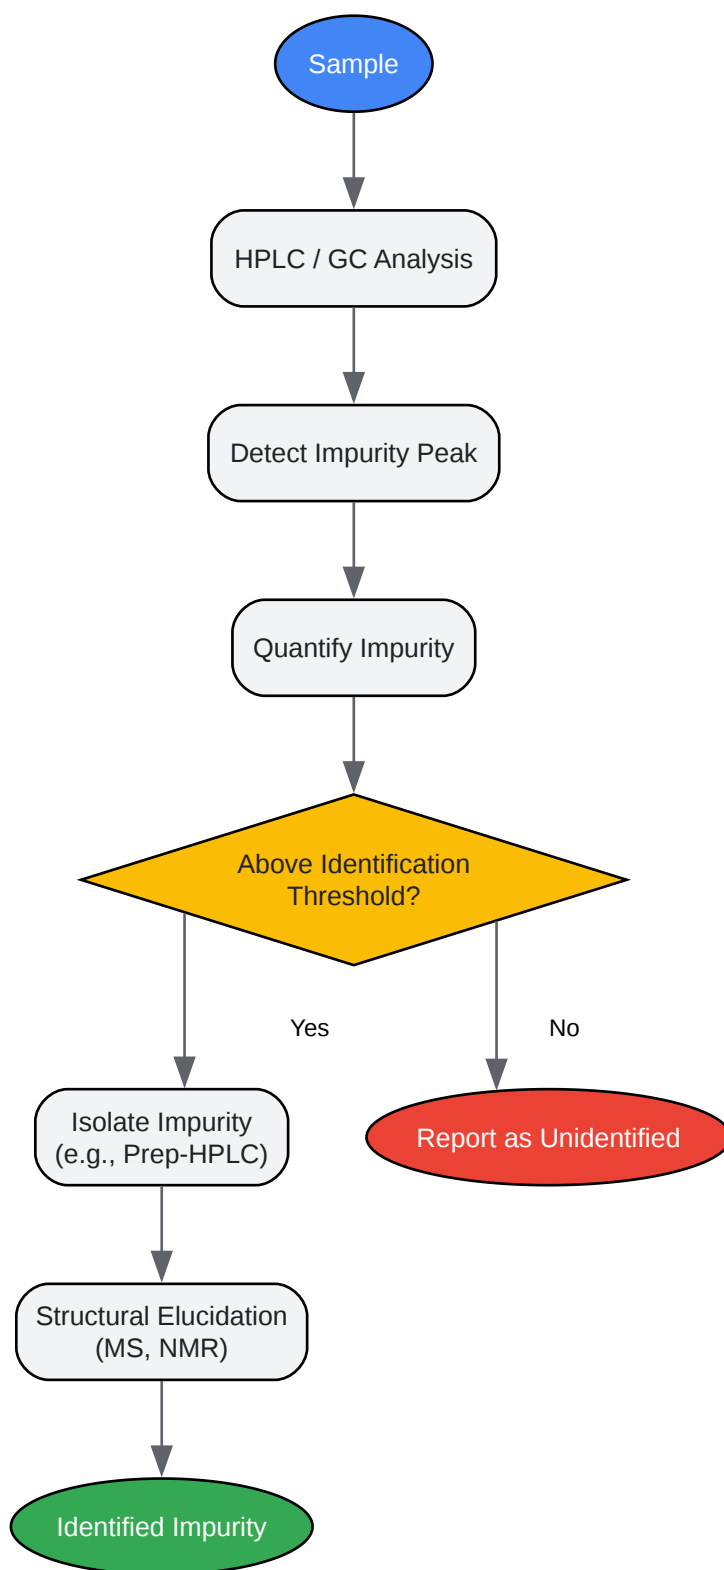 Sample
HPLC / GC Analysis
Detect Impurity Peak
Quantify Impurity
Above Identification
Threshold?
Yes
No
Isolate Impurity
(e.g., Prep-HPLC)
Report as Unidentified
Structural Elucidation
(MS, NMR)
Identified Impurity